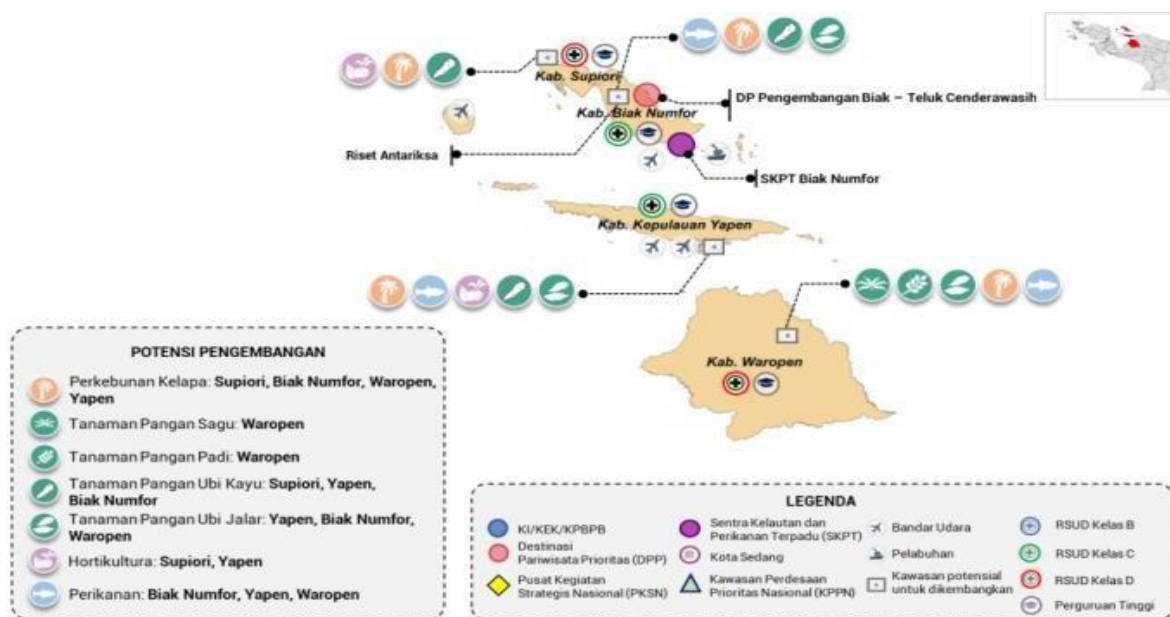 Kab. Supiori
DP Pengembangan Biak – Teluk Cenderawasih
Kab. Biak Numfor
Riset Antariksa
SKPT Biak Numfor
Kab. Kepulauan Yapen
Kab. Waropen
POTENSI PENGEMBANGAN
Perkebunan Kelapa: Supiori, Biak Numfor, Waropen,
Yapen
Tanaman Pangan Sagu: Waropen
Tanaman Pangan Padi: Waropen
Tanaman Pangan Ubi Kayu: Supiori, Yapen,
Biak Numfor
Tanaman Pangan Ubi Jalar: Yapen, Biak Numfor,
Waropen
Hortikultura: Supiori, Yapen
Perikanan: Biak Numfor, Yapen, Waropen
LEGENDA
KI/KEK/KPBPB
Destinasi
Pariwisata Prioritas (DPP)
Pusat Kegiatan
Strategis Nasional (PKSN)
Sentra Kelautan dan
Perikanan Terpadu (SKPT)
Kota Sedang
Kawasan Perdesaan
Prioritas Nasional (KPPN)
Bandar Udara
Pelabuhan
Kawasan potensial
untuk dikembangkan
RSUD Kelas B
RSUD Kelas C
RSUD Kelas D
Perguruan Tinggi